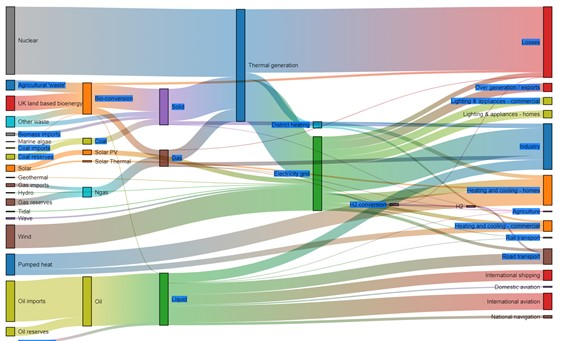 Nuclear
Thermal generation
Losses
Agricultural 'waste'
UK land based bioenergy
Bio-conversion
Solid
Other waste
Biomass imports
Marine algae
Coal imports
Coal
Coal reserves
Solar PV
Solar
Solar Thermal
Gas
Geothermal
Gas imports
Hydro
Ngas
Gas reserves
Tidal
Wave
Wind
Pumped heat
Oil imports
Oil
Liquid
Oil reserves
District heating
Electricity grid
H2 conversion
H2
Over generation / exports
Lighting & appliances - commercial
Lighting & appliances - homes
Industry
Heating and cooling - homes
Agriculture
Heating and cooling - commercial
Rail transport
Road transport
International shipping
Domestic aviation
International aviation
National navigation